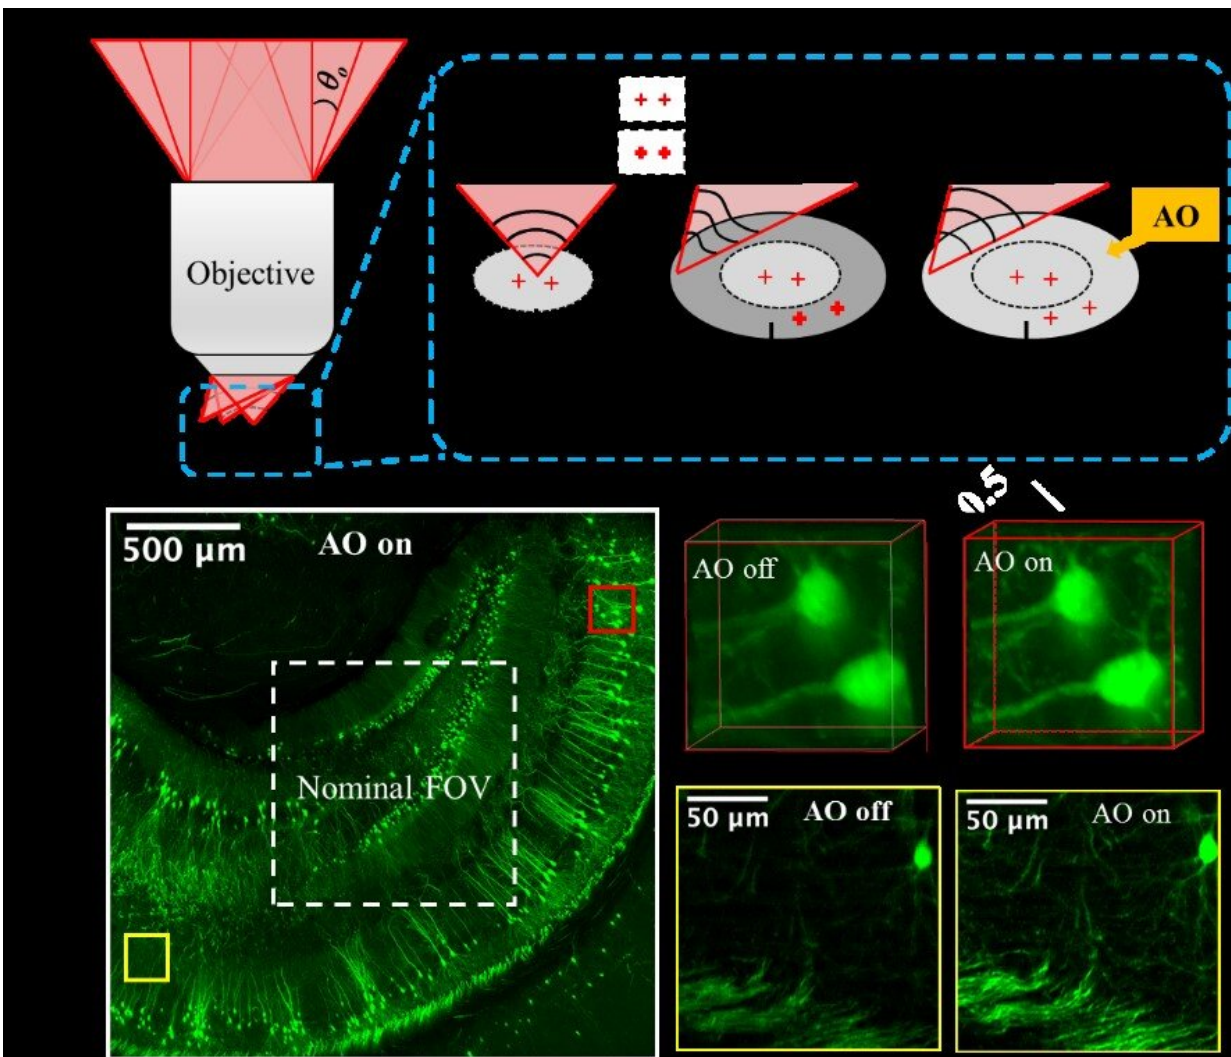 θo
Objective
AO
500 μm
AO on
Nominal FOV
0.5
AO off
AO on
50 μm
AO off
50 μm
AO on